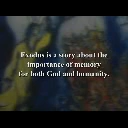 Exodus is a story about the
importance of memory
for both God and humanity.